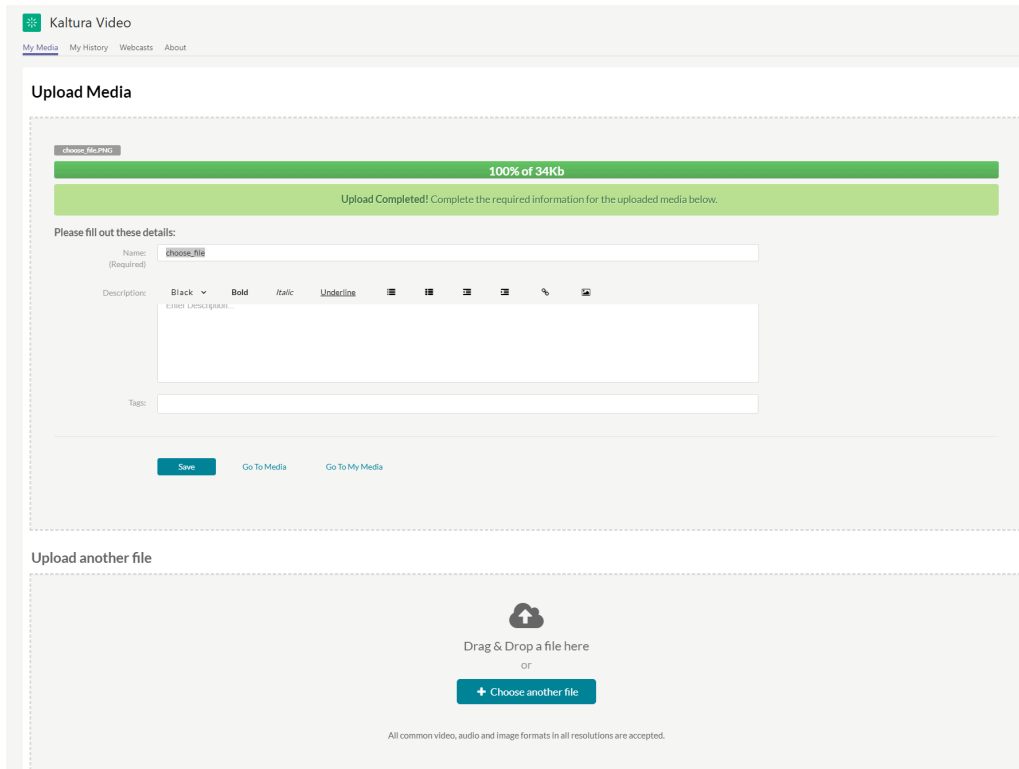 Kaltura Video
My Media My History Webcasts About
Upload Media
choose_file.PNG
100% of 34Kb
Upload Completed! Complete the required information for the uploaded media below.
Please fill out these details:
Name: choose_file
(Required)
Description: Black Bold Italic Underline
Enter Description...
Tags:
Save Go To Media Go To My Media
Upload another file
Drag & Drop a file here
or
+ Choose another file
All common video, audio and image formats in all resolutions are accepted.